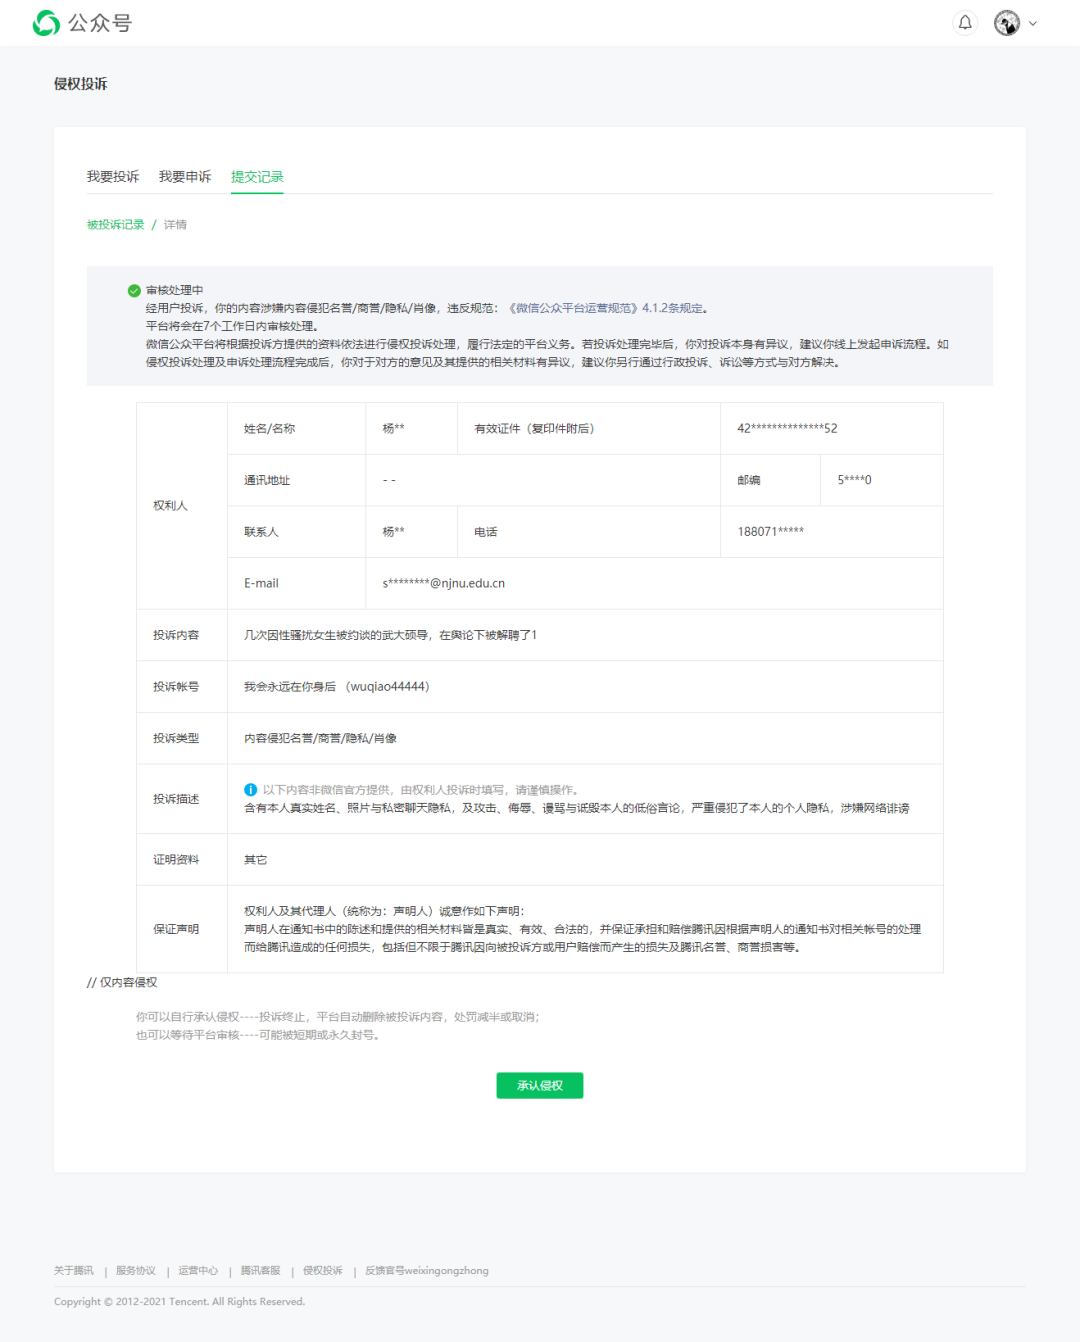 公众号
侵权投诉
我要投诉 我要申诉 提交记录
被投诉记录 / 详情
审核处理中
经用户投诉，你的内容涉嫌内容侵犯名誉/商誉/隐私/肖像，违反规范：《微信公众平台运营规范》4.1.2条规定。
平台将会在7个工作日内审核处理。
微信公众平台将根据投诉方提供的资料依法进行侵权投诉处理，履行法定的平台义务。若投诉处理完毕后，你对投诉本身有异议，建议你线上发起申诉流程。如
侵权投诉处理及申诉处理流程完成后，你对于对方的意见及其提供的相关材料有异议，建议你另行通过行政投诉、诉讼等方式与对方解决。
权利人
姓名/名称 杨** 有效证件（复印件附后） 42**************52
通讯地址 - - 邮编 5****0
联系人 杨** 电话 188071*****
E-mail s********@njnu.edu.cn
投诉内容 几次因性骚扰女生被约谈的武大硕导，在舆论下被解聘了1
投诉帐号 我会永远在你身后 （wuqiao44444）
投诉类型 内容侵犯名誉/商誉/隐私/肖像
投诉描述
以下内容非微信官方提供，由权利人投诉时填写，请谨慎操作。
含有本人真实姓名、照片与私密聊天隐私，及攻击、侮辱、谩骂与诋毁本人的低俗言论，严重侵犯了本人的个人隐私，涉嫌网络诽谤
证明资料 其它
保证声明
权利人及其代理人（统称为：声明人）诚意作如下声明：
声明人在通知书中的陈述和提供的相关材料皆是真实、有效、合法的，并保证承担和赔偿腾讯因根据声明人的通知书对相关帐号的处理
而给腾讯造成的任何损失，包括但不限于腾讯因向被投诉方或用户赔偿而产生的损失及腾讯名誉、商誉损害等。
// 仅内容侵权
你可以自行承认侵权----投诉终止，平台自动删除被投诉内容，处罚减半或取消；
也可以等待平台审核----可能被短期或永久封号。
承认侵权
关于腾讯 | 服务协议 | 运营中心 | 腾讯客服 | 侵权投诉 | 反馈官号weixingongzhong
Copyright © 2012-2021 Tencent. All Rights Reserved.